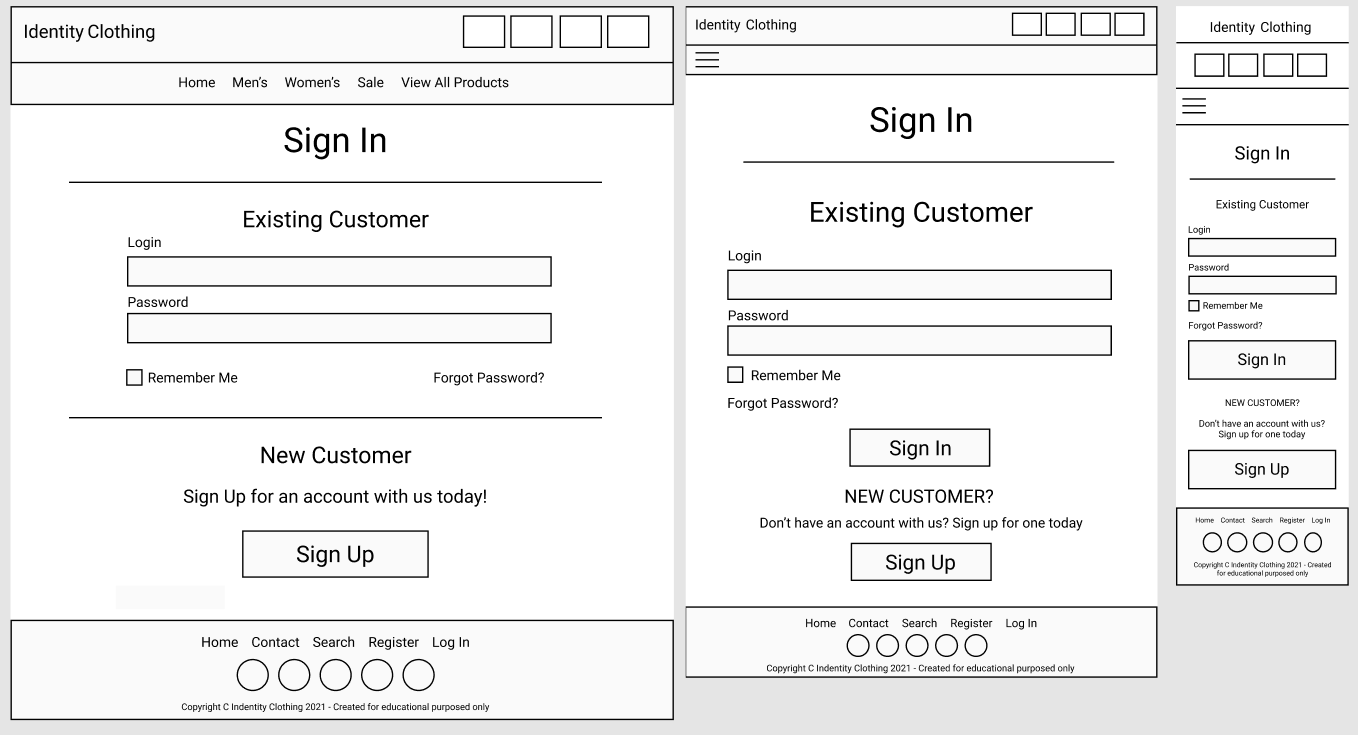 Identity Clothing
Home Men's Women's Sale View All Products
Sign In
Existing Customer
Login
Password
Remember Me Forgot Password?
New Customer
Sign Up for an account with us today!
Sign Up
Home Contact Search Register Log In
Copyright C Indentity Clothing 2021 - Created for educational purposed only
Identity Clothing
Sign In
Existing Customer
Login
Password
Remember Me
Forgot Password?
Sign In
NEW CUSTOMER?
Don't have an account with us? Sign up for one today
Sign Up
Home Contact Search Register Log In
Copyright C Indentity Clothing 2021 - Created for educational purposed only
Identity Clothing
Sign In
Existing Customer
Login
Password
Remember Me
Forgot Password?
Sign In
NEW CUSTOMER?
Don't have an account with us?
Sign up for one today
Sign Up
Home Contact Search Register Log In
Copyright C Indentity Clothing 2021 - Created
for educational purposed only